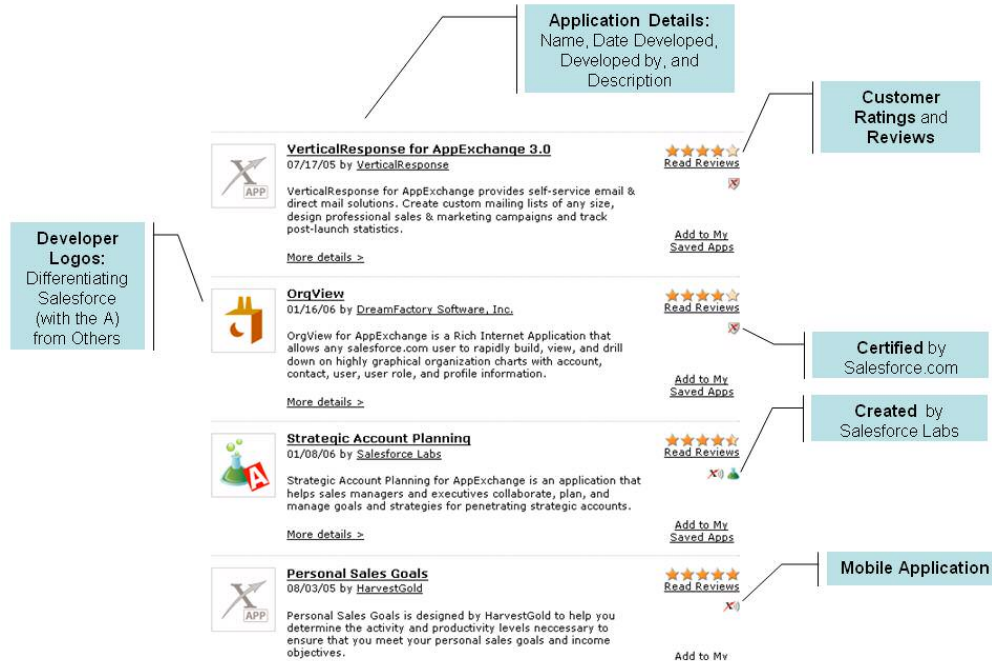 Application Details:
Name, Date Developed,
Developed by, and
Description
Customer
Ratings and
Reviews
Developer
Logos:
Differentiating
Salesforce
(with the A)
from Others
Certified by
Salesforce.com
Created by
Salesforce Labs
Mobile Application
APP
VerticalResponse for AppExchange 3.0
07/17/05 by VerticalResponse
VerticalResponse for AppExchange provides self-service email &
direct mail solutions. Create custom mailing lists of any size,
design professional sales & marketing campaigns and track
post-launch statistics.
More details >
Read Reviews
Add to My
Saved Apps
OrgView
01/16/06 by DreamFactory Software, Inc.
OrgView for AppExchange is a Rich Internet Application that
allows any salesforce.com user to rapidly build, view, and drill
down on highly graphical organization charts with account,
contact, user, user role, and profile information.
More details >
Read Reviews
Add to My
Saved Apps
A
Strategic Account Planning
01/08/06 by Salesforce Labs
Strategic Account Planning for AppExchange is an application that
helps sales managers and executives collaborate, plan, and
manage goals and strategies for penetrating strategic accounts.
More details >
Read Reviews
Add to My
Saved Apps
APP
Personal Sales Goals
08/03/05 by HarvestGold
Personal Sales Goals is designed by HarvestGold to help you
determine the activity and productivity levels neccessary to
ensure that you meet your personal sales goals and income
objectives.
Read Reviews
Add to My